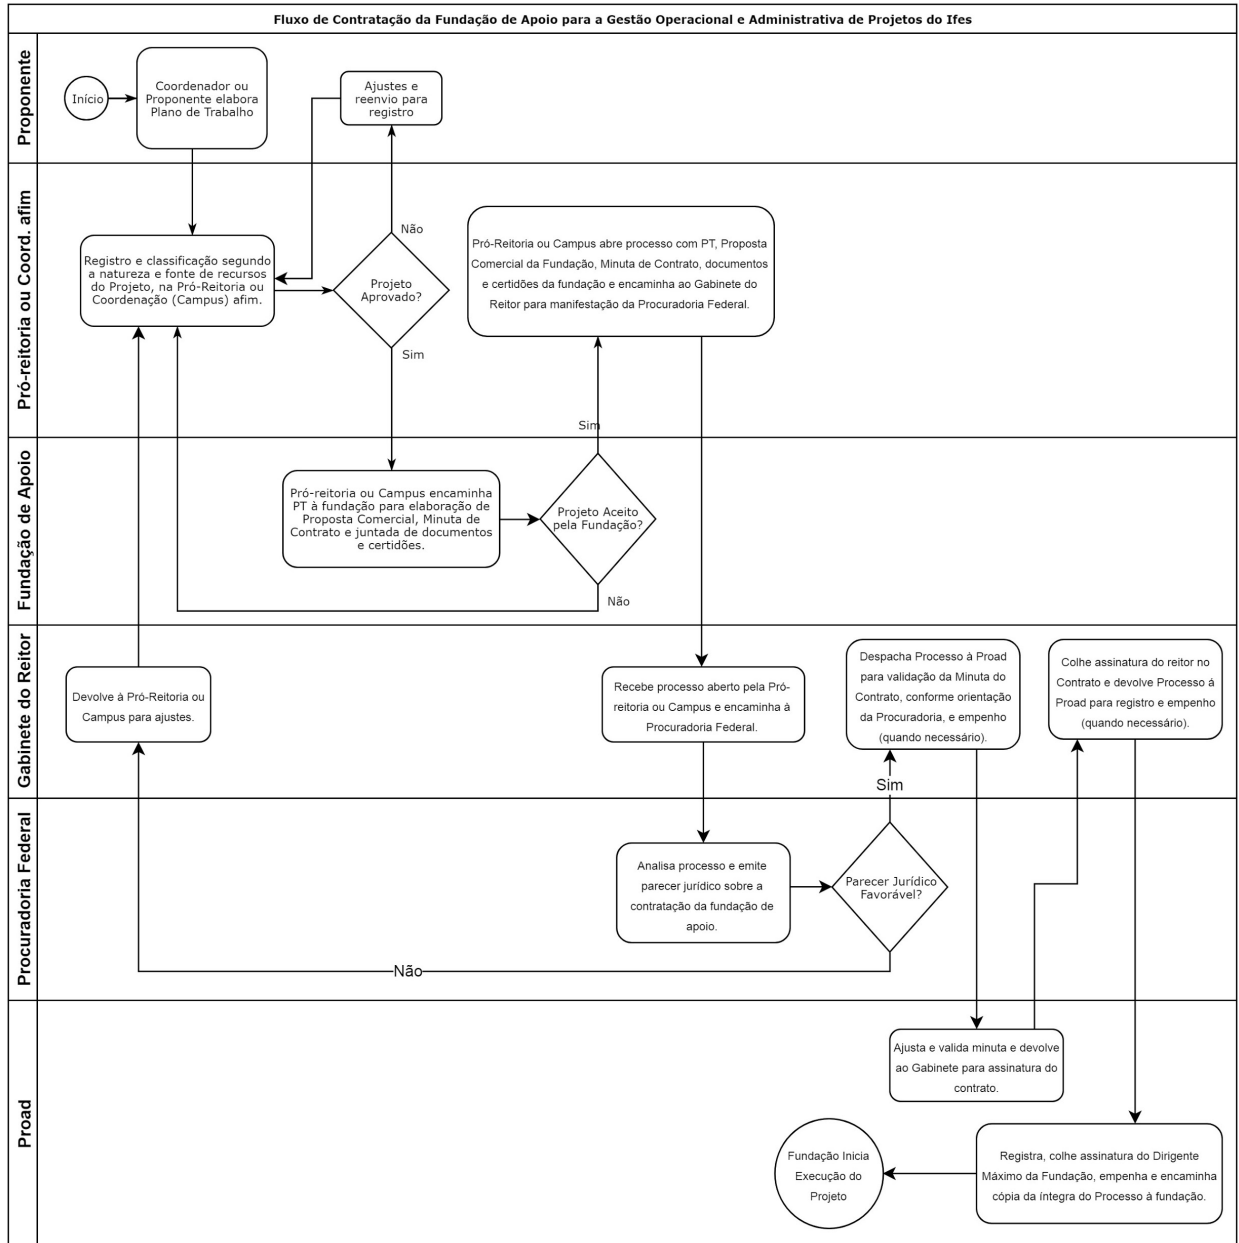 Fluxo de Contratação da Fundação de Apoio para a Gestão Operacional e Administrativa de Projetos do Ifes
Proponente
Início
Coordenador ou
Proponente elabora
Plano de Trabalho
Ajustes e
reenvio para
registro
Pró-reitoria ou Coord. afim
Registro e classificação segundo
a natureza e fonte de recursos
do Projeto, na Pró-Reitoria ou
Coordenação (Campus) afim.
Não
Projeto
Aprovado?
Sim
Pró-Reitoria ou Campus abre processo com PT, Proposta
Comercial da Fundação, Minuta de Contrato, documentos
e certidões da fundação e encaminha ao Gabinete do
Reitor para manifestação da Procuradoria Federal.
Sim
Fundação de Apoio
Pró-reitoria ou Campus encaminha
PT à fundação para elaboração de
Proposta Comercial, Minuta de
Contrato e juntada de documentos
e certidões.
Projeto Aceito
pela Fundação?
Não
Gabinete do Reitor
Devolve à Pró-Reitoria ou
Campus para ajustes.
Recebe processo aberto pela Pró-
reitoria ou Campus e encaminha à
Procuradoria Federal.
Despacha Processo à Proad
para validação da Minuta do
Contrato, conforme orientação
da Procuradoria, e empenho
(quando necessário).
Colhe assinatura do reitor no
Contrato e devolve Processo á
Proad para registro e empenho
(quando necessário).
Sim
Procuradoria Federal
Analisa processo e emite
parecer jurídico sobre a
contratação da fundação de
apoio.
Parecer Jurídico
Favorável?
Não
Proad
Ajusta e valida minuta e devolve
ao Gabinete para assinatura do
contrato.
Fundação Inicia
Execução do
Projeto
Registra, colhe assinatura do Dirigente
Máximo da Fundação, empenha e encaminha
cópia da íntegra do Processo à fundação.